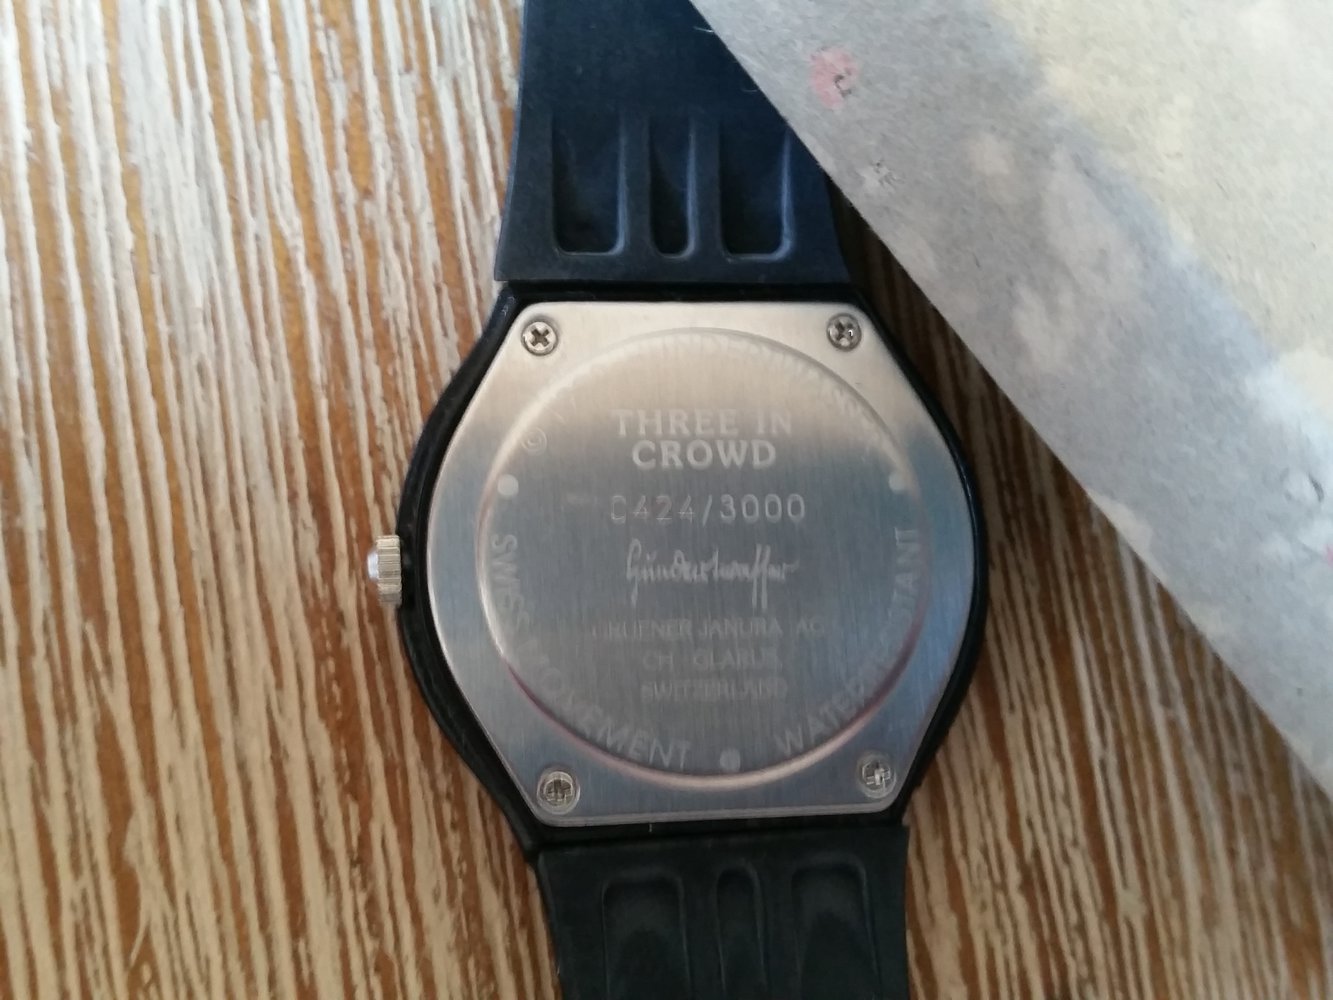 THREE IN
CROWD
0424/3000
Hundertwasser
GRUENER JANURA AG
CH GLARUS,
SWITZERLAND
SWISS MOVEMENT
WATER RESISTANT
©